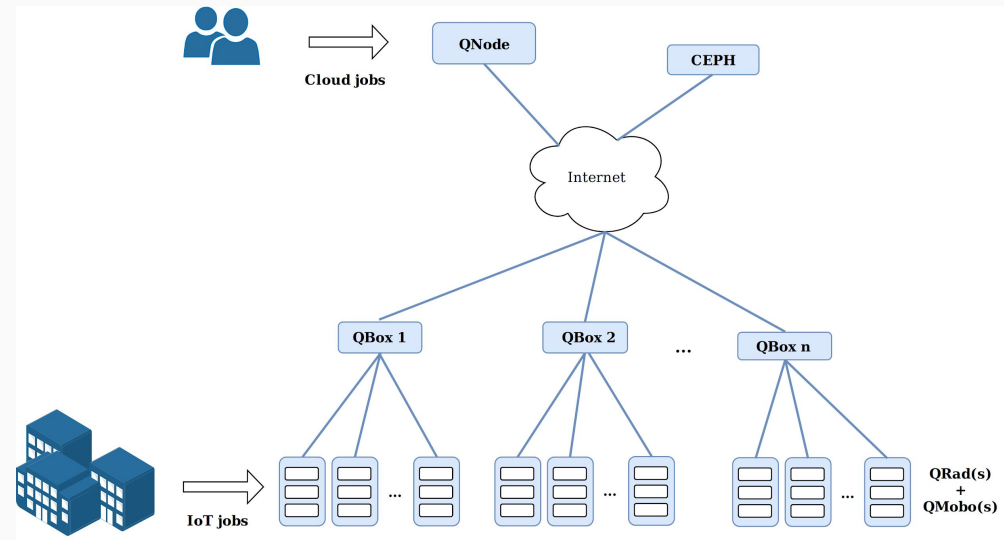 QNode
CEPH
Cloud jobs
Internet
QBox 1
QBox 2
...
QBox n
...
...
...
QRad(s)
+
QMobo(s)
IoT jobs